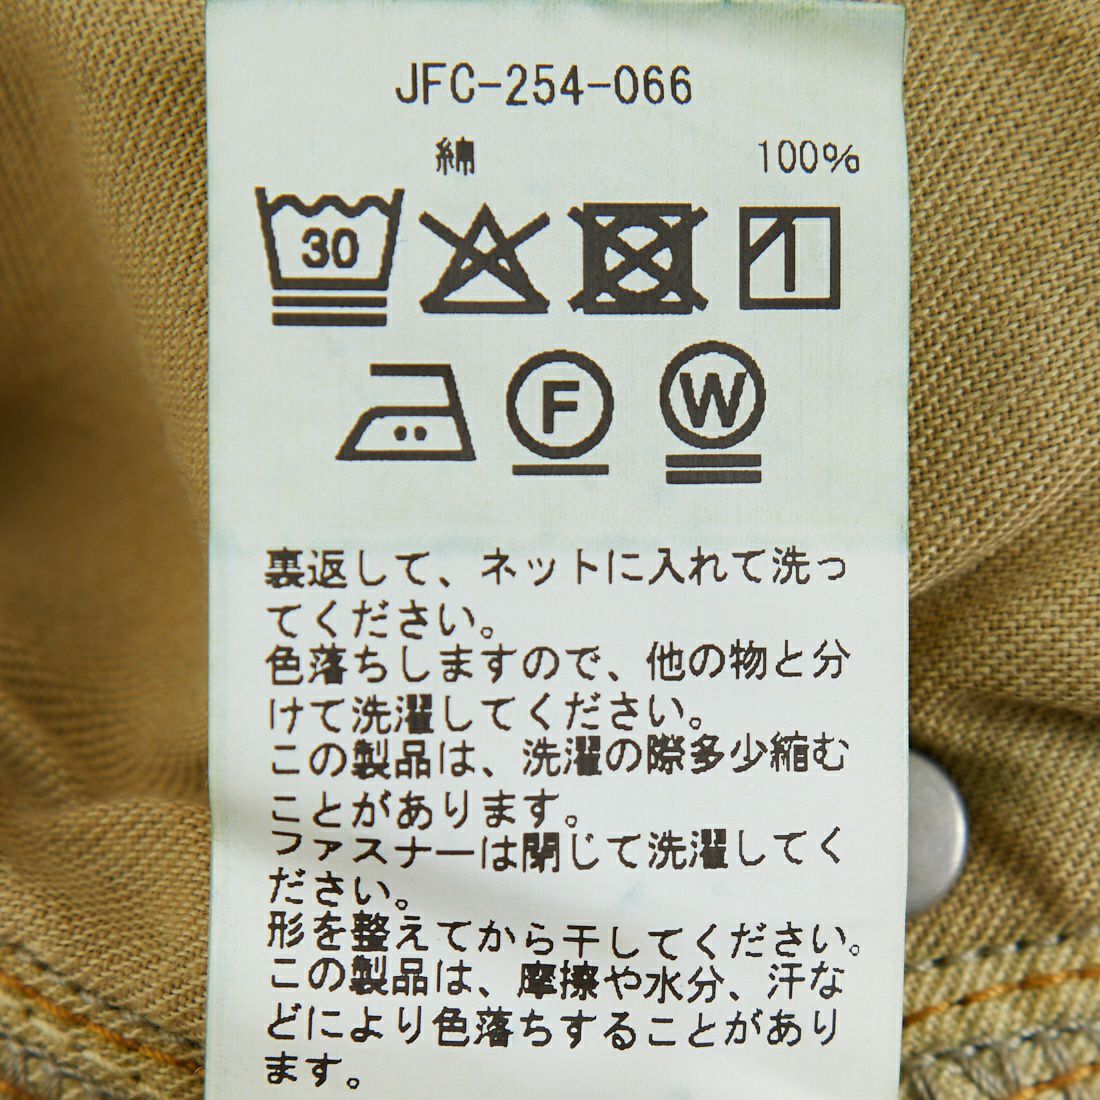 JFC-254-066
綿 100%
30
F W
裏返して、ネットに入れて洗っ
てください。
色落ちしますので、他の物と分
けて洗濯してください。
この製品は、洗濯の際多少縮む
ことがあります。
ファスナーは閉じて洗濯してく
ださい。
形を整えてから干してください。
この製品は、摩擦や水分、汗な
どにより色落ちすることがあり
ます。